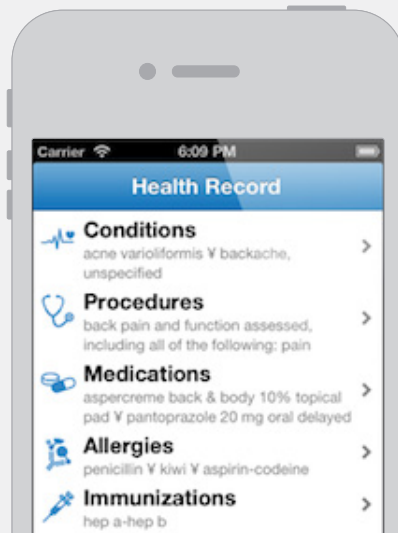 Carrier 6:09 PM
Health Record
Conditions
acne varioliformis ¥ backache,
unspecified
Procedures
back pain and function assessed,
including all of the following: pain
Medications
aspercreme back & body 10% topical
pad ¥ pantoprazole 20 mg oral delayed
Allergies
penicillin ¥ kiwi ¥ aspirin-codeine
Immunizations
hep a-hep b